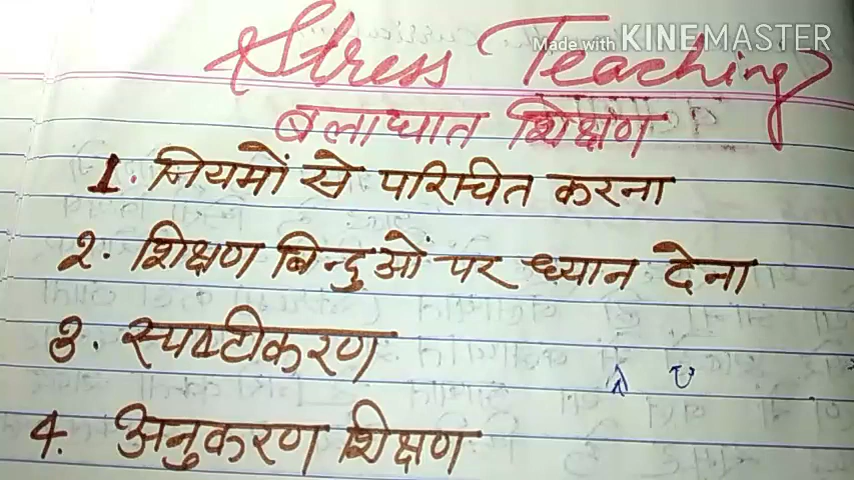 Stress Teaching
Made with KINEMASTER
बलाघात शिक्षण
1. नियमों से परिचित करना
2. शिक्षण बिन्दुओं पर ध्यान देना
3. स्पष्टीकरण
4. अनुकरण शिक्षण